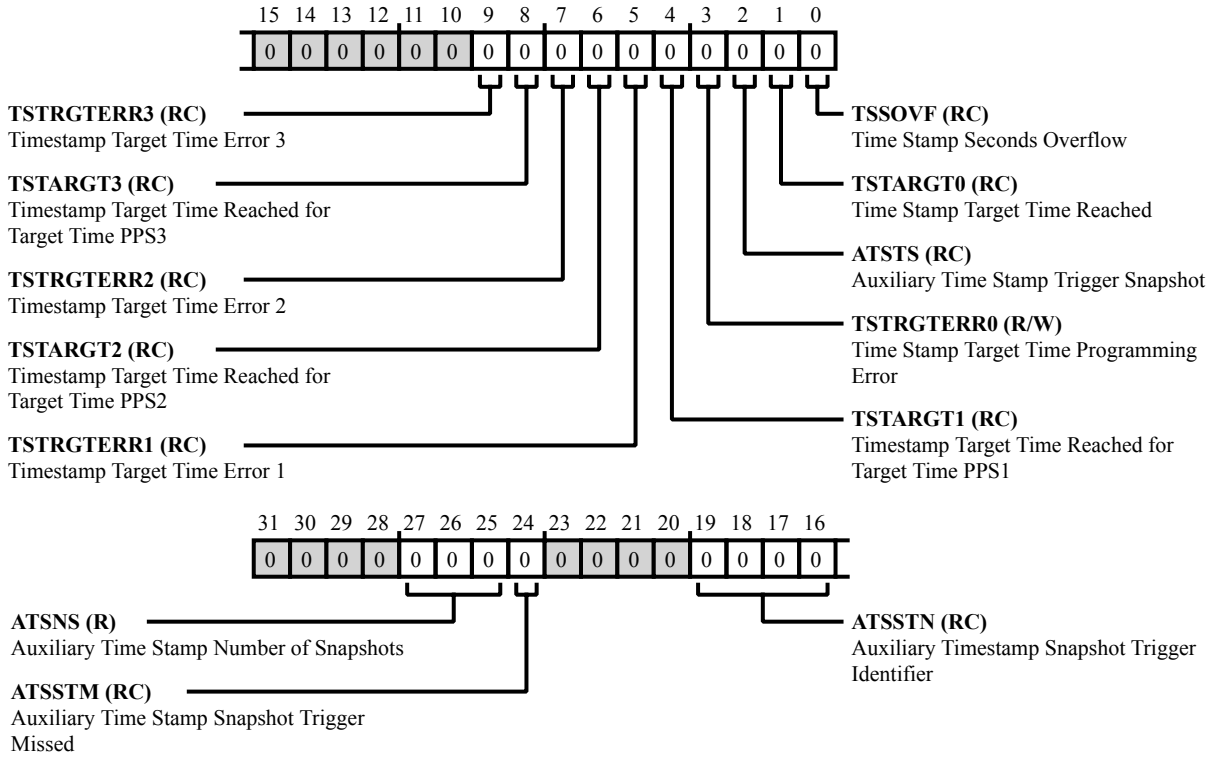 15 14 13 12 11 10 9 8 7 6 5 4 3 2 1 0
0 0 0 0 0 0 0 0 0 0 0 0 0 0 0 0
TSTRGTERR3 (RC)
Timestamp Target Time Error 3
TSTARGT3 (RC)
Timestamp Target Time Reached for
Target Time PPS3
TSTRGTERR2 (RC)
Timestamp Target Time Error 2
TSTARGT2 (RC)
Timestamp Target Time Reached for
Target Time PPS2
TSTRGTERR1 (RC)
Timestamp Target Time Error 1
TSSOVF (RC)
Time Stamp Seconds Overflow
TSTARGT0 (RC)
Time Stamp Target Time Reached
ATSTS (RC)
Auxiliary Time Stamp Trigger Snapshot
TSTRGTERR0 (R/W)
Time Stamp Target Time Programming
Error
TSTARGT1 (RC)
Timestamp Target Time Reached for
Target Time PPS1
31 30 29 28 27 26 25 24 23 22 21 20 19 18 17 16
0 0 0 0 0 0 0 0 0 0 0 0 0 0 0 0
ATSNS (R)
Auxiliary Time Stamp Number of Snapshots
ATSSTM (RC)
Auxiliary Time Stamp Snapshot Trigger
Missed
ATSSTN (RC)
Auxiliary Timestamp Snapshot Trigger
Identifier